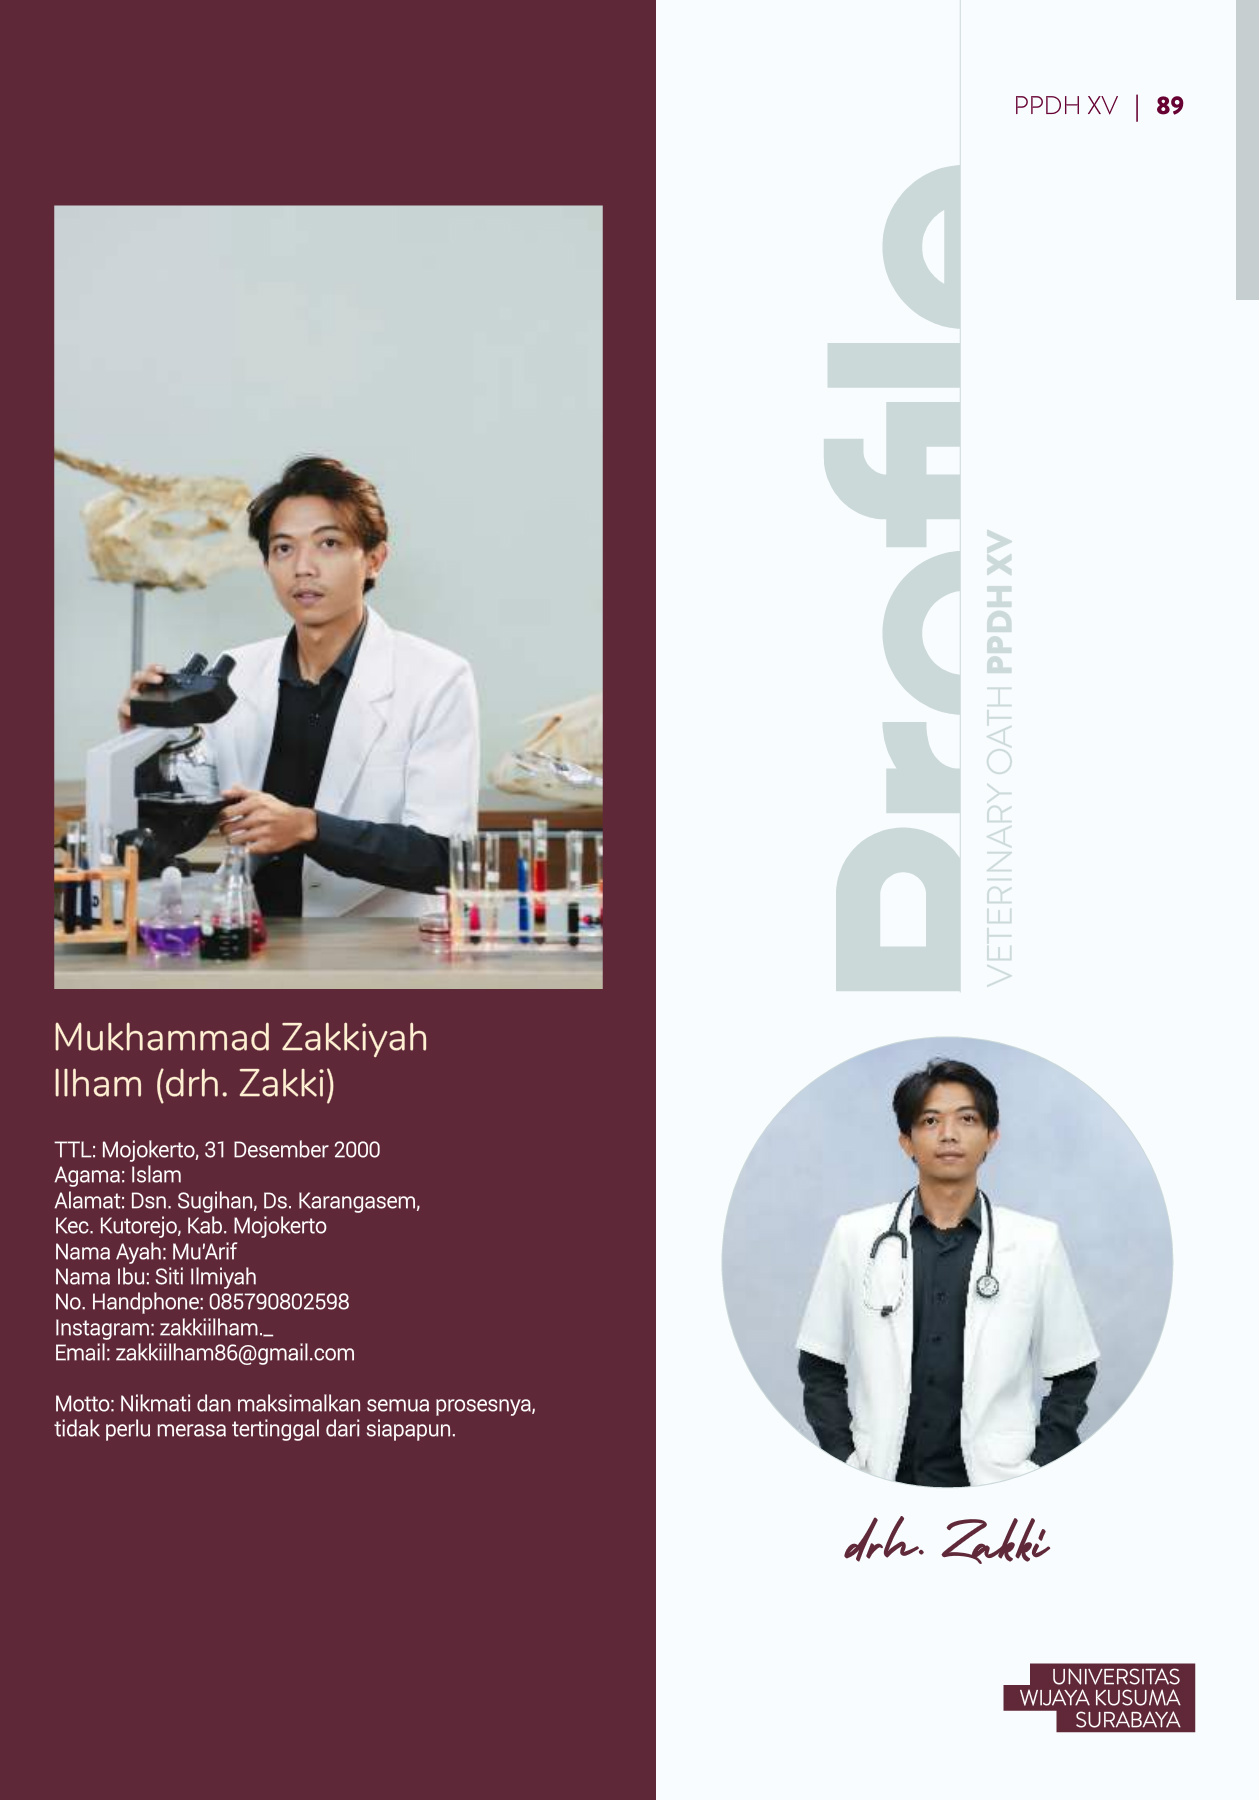 PPDH XV | 89
Profile
VETERINARY OATH PPDH XV
Mukhammad Zakkiyah
Ilham (drh. Zakki)
TTL: Mojokerto, 31 Desember 2000
Agama: Islam
Alamat: Dsn. Sugihan, Ds. Karangasem,
Kec. Kutorejo, Kab. Mojokerto
Nama Ayah: Mu'Arif
Nama Ibu: Siti Ilmiyah
No. Handphone: 085790802598
Instagram: zakkiilham._
Email: zakkiilham86@gmail.com
Motto: Nikmati dan maksimalkan semua prosesnya,
tidak perlu merasa tertinggal dari siapapun.
drh. Zakki
UNIVERSITAS
WIJAYA KUSUMA
SURABAYA